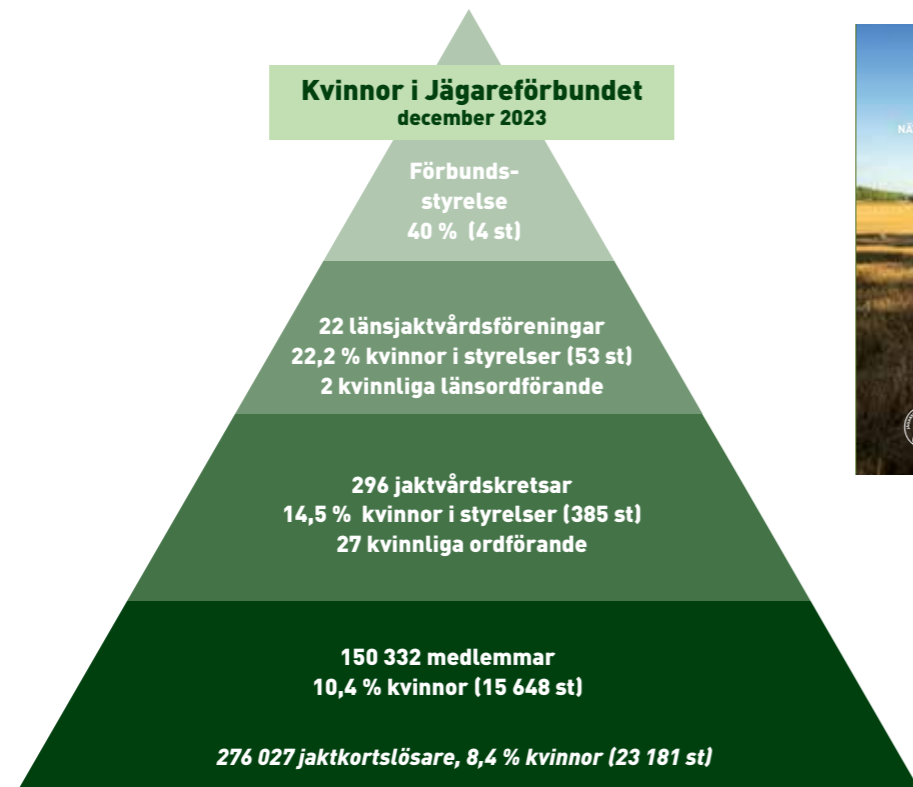 Kvinnor i Jägareförbundet
december 2023
Förbunds-
styrelse
40 % (4 st)
22 länsjaktvårdsföreningar
22,2 % kvinnor i styrelser (53 st)
2 kvinnliga länsordförande
296 jaktvårdskretsar
14,5 % kvinnor i styrelser (385 st)
27 kvinnliga ordförande
150 332 medlemmar
10,4 % kvinnor (15 648 st)
276 027 jaktkortslösare, 8,4 % kvinnor (23 181 st)